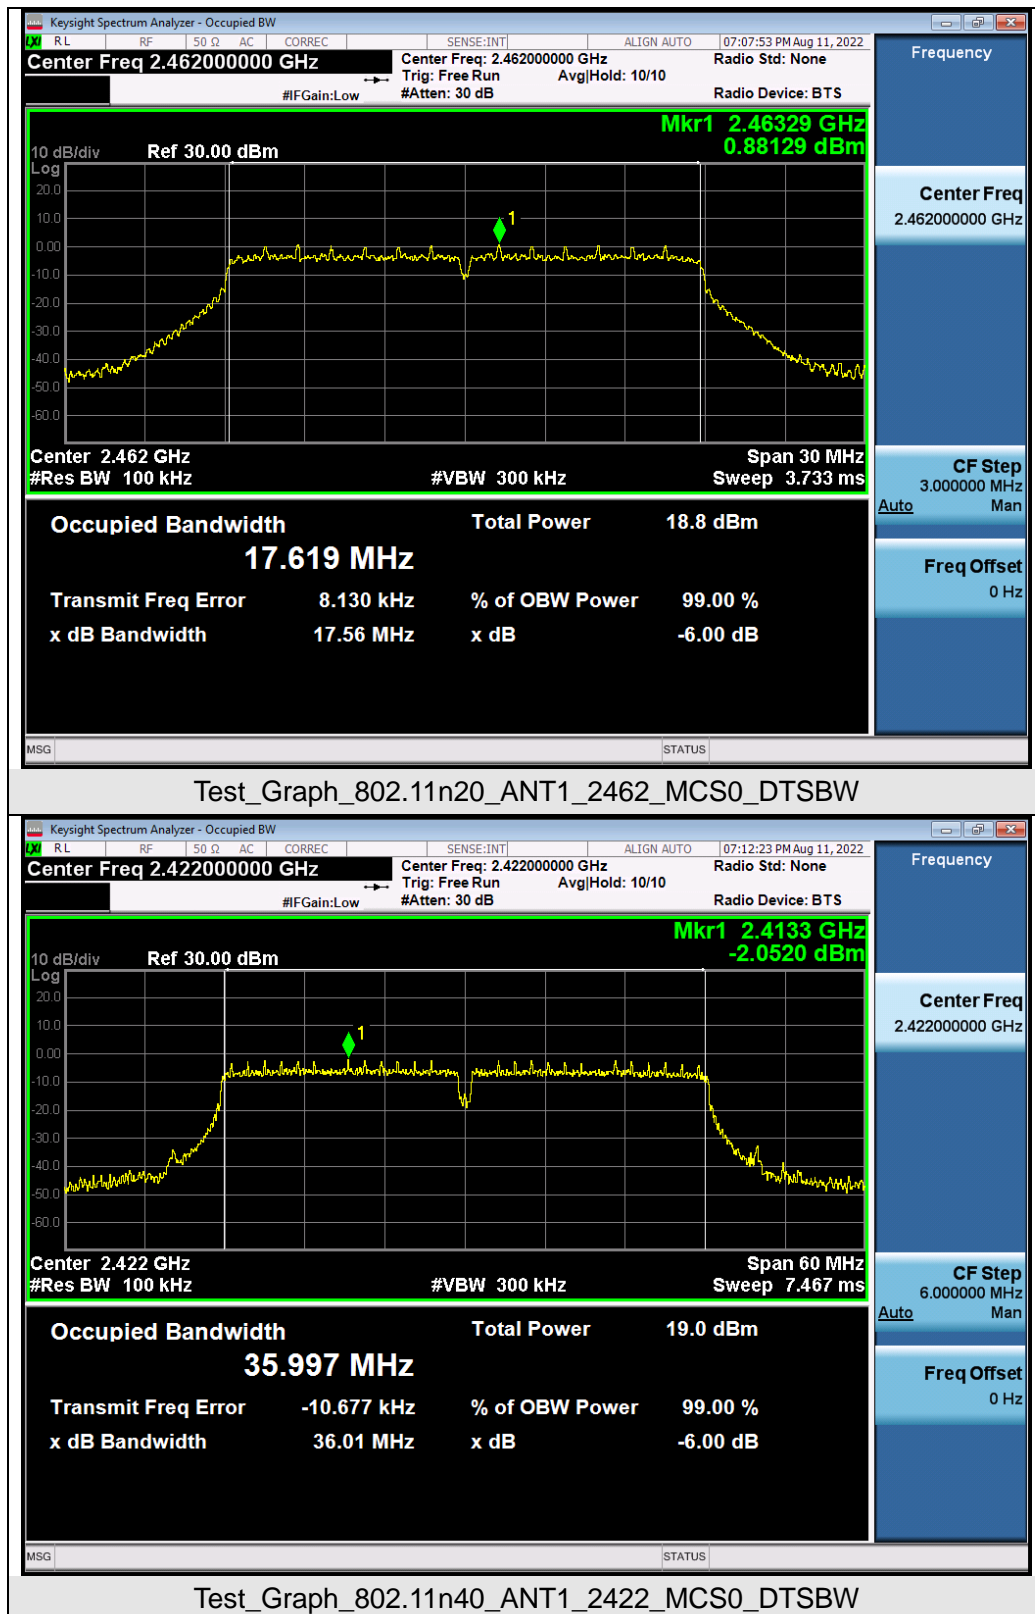 Keysight Spectrum Analyzer - Occupied BW
LXI RL RF 50 Ω AC CORREC SENSE:INT ALIGN AUTO 07:07:53 PM Aug 11, 2022
Center Freq 2.462000000 GHz
Center Freq: 2.462000000 GHz
Radio Std: None
Trig: Free Run Avg|Hold: 10/10
#IFGain:Low #Atten: 30 dB Radio Device: BTS
Frequency
Mkr1 2.46329 GHz
0.88129 dBm
10 dB/div Ref 30.00 dBm
Log
20.0
10.0
0.00
-10.0
-20.0
-30.0
-40.0
-50.0
-60.0
1
Center 2.462 GHz Span 30 MHz
#Res BW 100 kHz #VBW 300 kHz Sweep 3.733 ms
Center Freq
2.462000000 GHz
CF Step
3.000000 MHz
Auto Man
Freq Offset
0 Hz
Occupied Bandwidth Total Power 18.8 dBm
17.619 MHz
Transmit Freq Error 8.130 kHz % of OBW Power 99.00 %
x dB Bandwidth 17.56 MHz x dB -6.00 dB
MSG STATUS
Test_Graph_802.11n20_ANT1_2462_MCS0_DTSBW
Keysight Spectrum Analyzer - Occupied BW
LXI RL RF 50 Ω AC CORREC SENSE:INT ALIGN AUTO 07:12:23 PM Aug 11, 2022
Center Freq 2.422000000 GHz
Center Freq: 2.422000000 GHz
Radio Std: None
Trig: Free Run Avg|Hold: 10/10
#IFGain:Low #Atten: 30 dB Radio Device: BTS
Frequency
Mkr1 2.4133 GHz
-2.0520 dBm
10 dB/div Ref 30.00 dBm
Log
20.0
10.0
0.00
-10.0
-20.0
-30.0
-40.0
-50.0
-60.0
1
Center 2.422 GHz Span 60 MHz
#Res BW 100 kHz #VBW 300 kHz Sweep 7.467 ms
Center Freq
2.422000000 GHz
CF Step
6.000000 MHz
Auto Man
Freq Offset
0 Hz
Occupied Bandwidth Total Power 19.0 dBm
35.997 MHz
Transmit Freq Error -10.677 kHz % of OBW Power 99.00 %
x dB Bandwidth 36.01 MHz x dB -6.00 dB
MSG STATUS
Test_Graph_802.11n40_ANT1_2422_MCS0_DTSBW